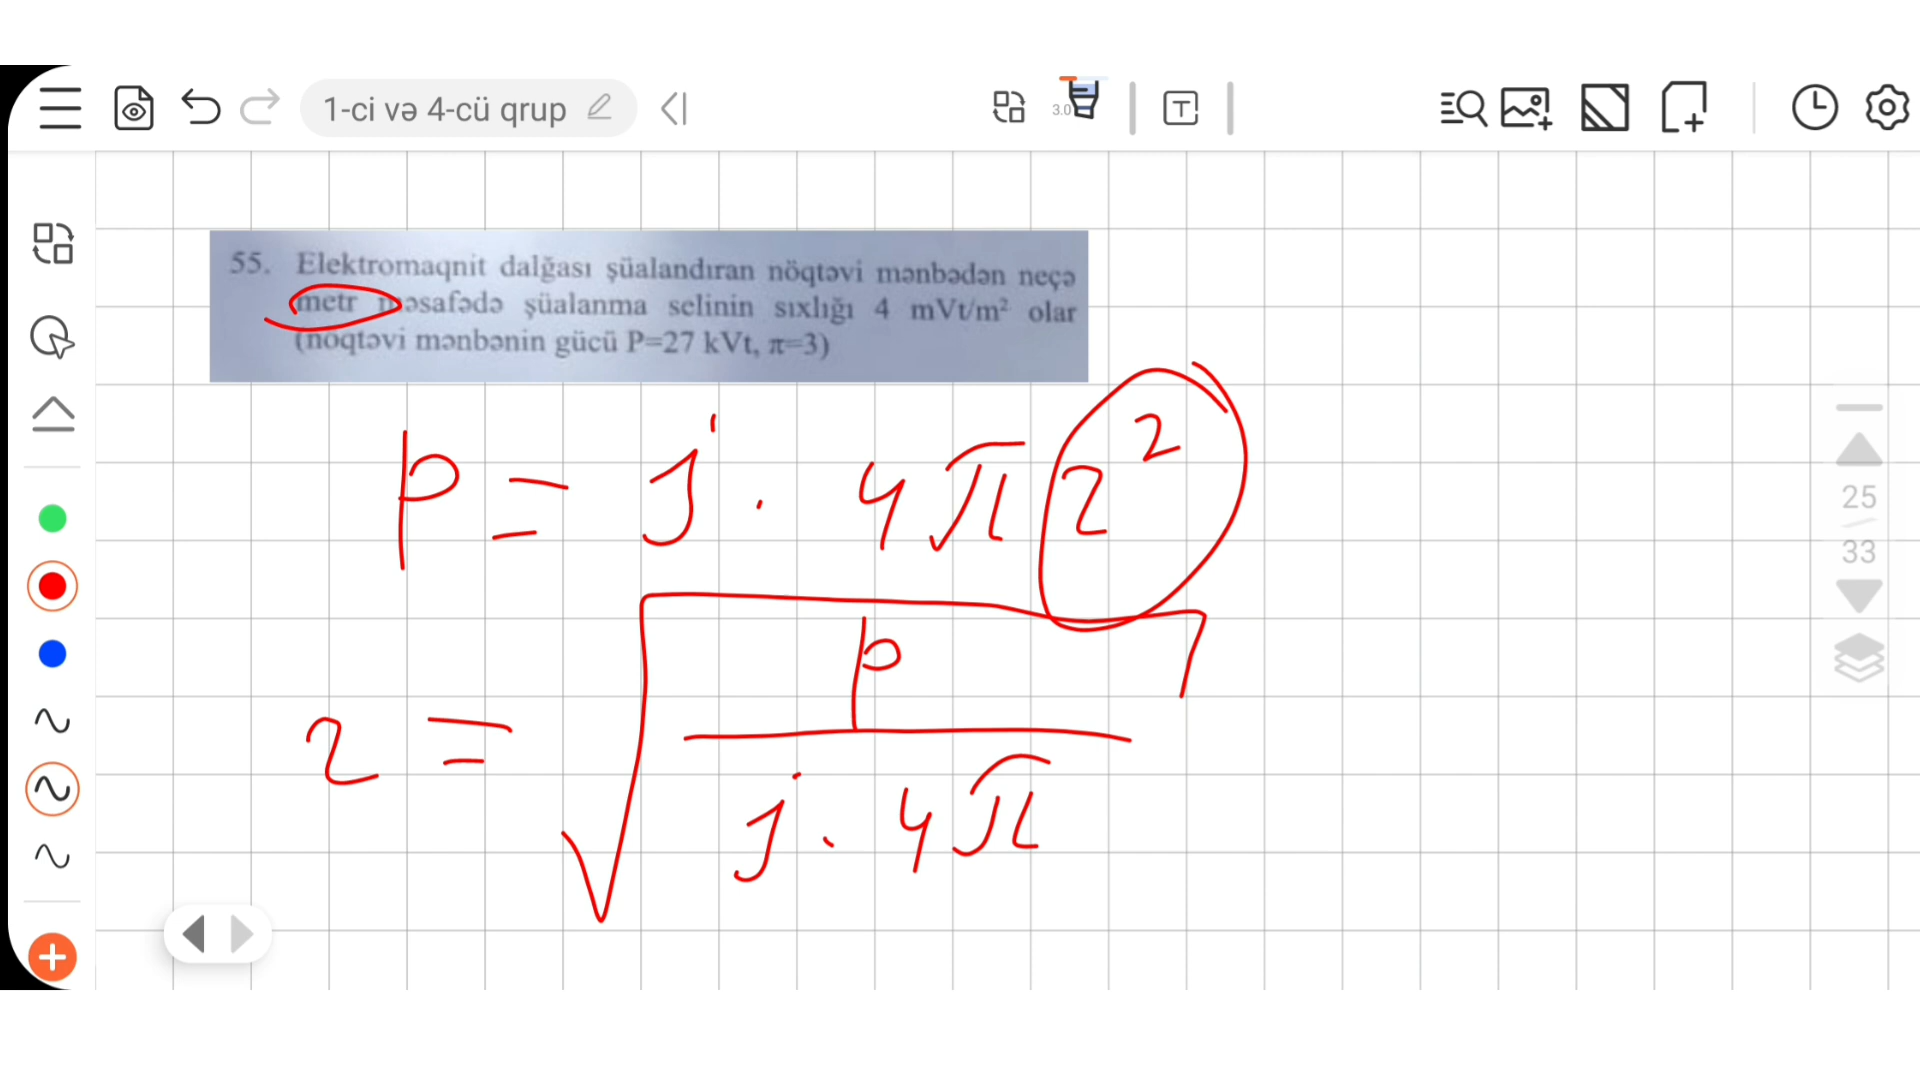 1-ci və 4-cü qrup
3.0
T
55. Elektromaqnit dalğası şüalandıran nöqtəvi mənbədən neçə
metr məsafədə şüalanma selinin sıxlığı 4 mVt/m² olar
(nöqtəvi mənbənin gücü P=27 kVt, π=3)
p = j · 4π r²
r = √(p / (j · 4π))
25
33